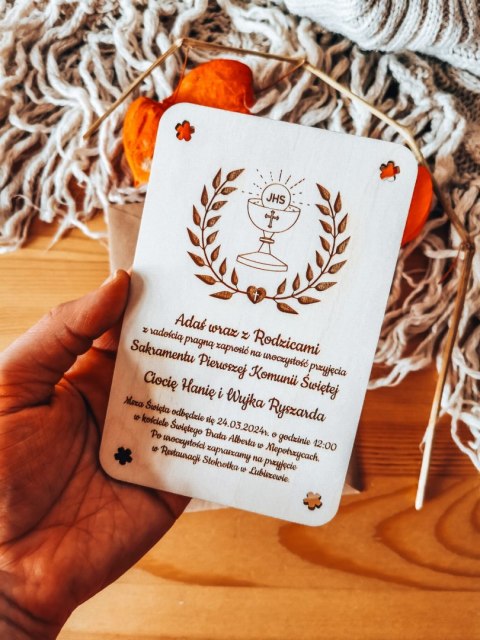 JHS
Adaś wraz z Rodzicami
z radością pragną zaprosić na uroczystość przyjęcia
Sakramentu Pierwszej Komunii Świętej
Ciocię Hanię i Wujka Ryszarda
Msza Święta odbędzie się 24.03.2024r. o godzinie 12:00
w kościele Świętego Brata Alberta w Niepotrzycach.
Po uroczystości zapraszamy na przyjęcie
w Restauracji Stokrotka w Lubiszewie.